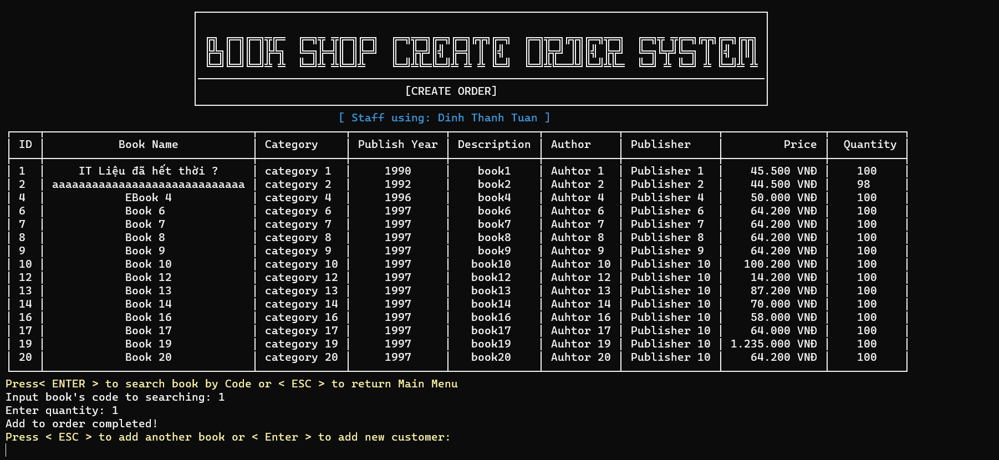 BOOK SHOP CREATE ORDER SYSTEM
[CREATE ORDER]
[ Staff using: Dinh Thanh Tuan ]
ID Book Name Category Publish Year Description Author Publisher Price Quantity
1 IT Liệu đã hết thời ? category 1 1990 book1 Auhtor 1 Publisher 1 45.500 VNĐ 100
2 aaaaaaaaaaaaaaaaaaaaaaaaaaaaa category 2 1992 book2 Auhtor 2 Publisher 2 44.500 VNĐ 98
4 EBook 4 category 4 1996 book4 Auhtor 4 Publisher 4 50.000 VNĐ 100
6 Book 6 category 6 1997 book6 Auhtor 6 Publisher 6 64.200 VNĐ 100
7 Book 7 category 7 1997 book7 Auhtor 7 Publisher 7 64.200 VNĐ 100
8 Book 8 category 8 1997 book8 Auhtor 8 Publisher 8 64.200 VNĐ 100
9 Book 9 category 9 1997 book9 Auhtor 9 Publisher 9 64.200 VNĐ 100
10 Book 10 category 10 1997 book10 Auhtor 10 Publisher 10 100.200 VNĐ 100
12 Book 12 category 12 1997 book12 Auhtor 12 Publisher 10 14.200 VNĐ 100
13 Book 13 category 13 1997 book13 Auhtor 13 Publisher 10 87.200 VNĐ 100
14 Book 14 category 14 1997 book14 Auhtor 14 Publisher 10 70.000 VNĐ 100
16 Book 16 category 16 1997 book16 Auhtor 16 Publisher 10 58.000 VNĐ 100
17 Book 17 category 17 1997 book17 Auhtor 17 Publisher 10 64.000 VNĐ 100
19 Book 19 category 19 1997 book19 Auhtor 19 Publisher 10 1.235.000 VNĐ 100
20 Book 20 category 20 1997 book20 Auhtor 20 Publisher 10 64.200 VNĐ 100
Press< ENTER > to search book by Code or < ESC > to return Main Menu
Input book's code to searching: 1
Enter quantity: 1
Add to order completed!
Press < ESC > to add another book or < Enter > to add new customer: